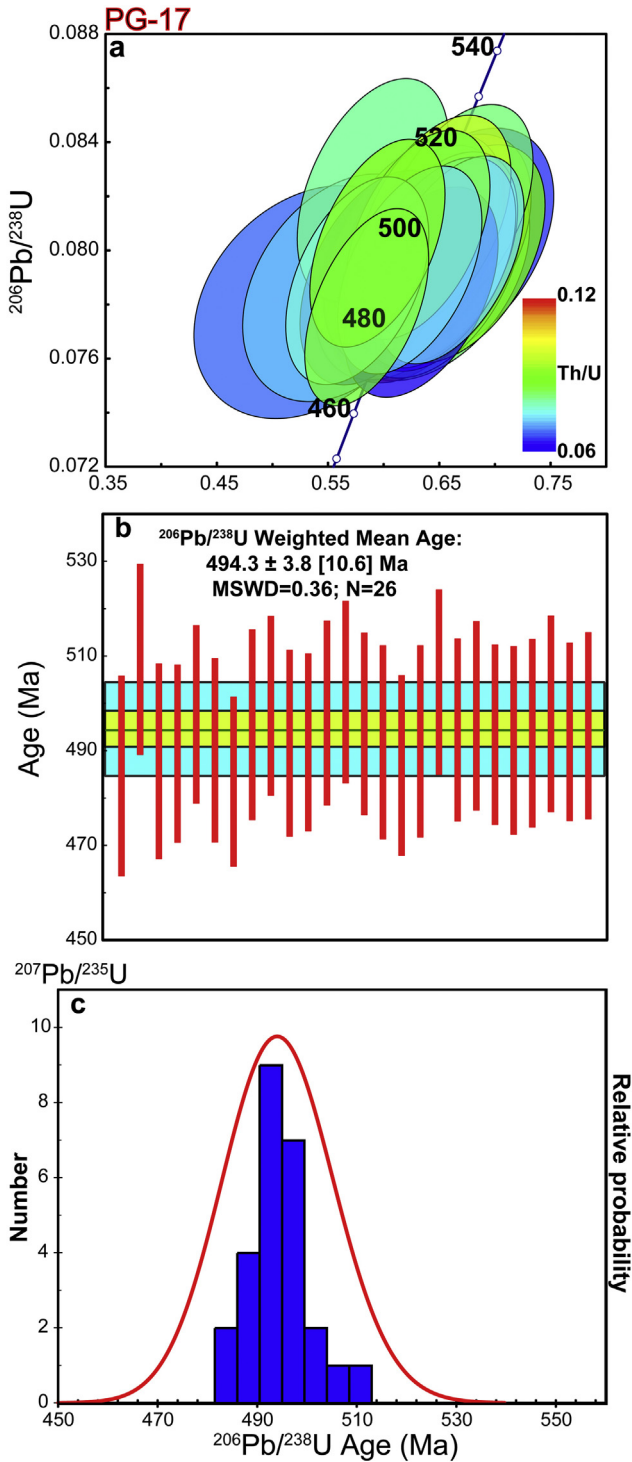 PG-17
a
0.088
0.084
0.080
0.076
0.072
²⁰⁶Pb/²³⁸U
540
520
500
480
460
0.12
Th/U
0.06
0.35 0.45 0.55 0.65 0.75
b
²⁰⁶Pb/²³⁸U Weighted Mean Age:
494.3 ± 3.8 [10.6] Ma
MSWD=0.36; N=26
530
510
490
470
450
Age (Ma)
²⁰⁷Pb/²³⁵U
c
10
8
6
4
2
0
Number
Relative probability
450 470 490 510 530 550
²⁰⁶Pb/²³⁸U Age (Ma)